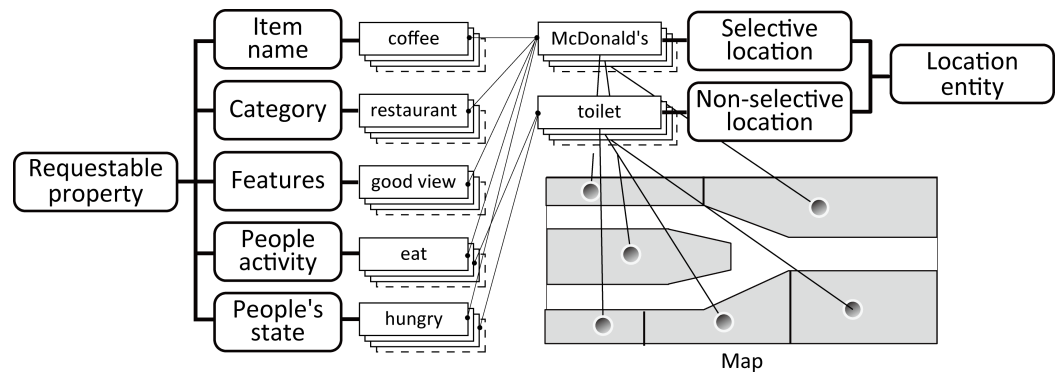 Requestable
property
Item
name
Category
Features
People
activity
People's
state
coffee
restaurant
good view
eat
hungry
McDonald's
toilet
Selective
location
Non-selective
location
Location
entity
Map